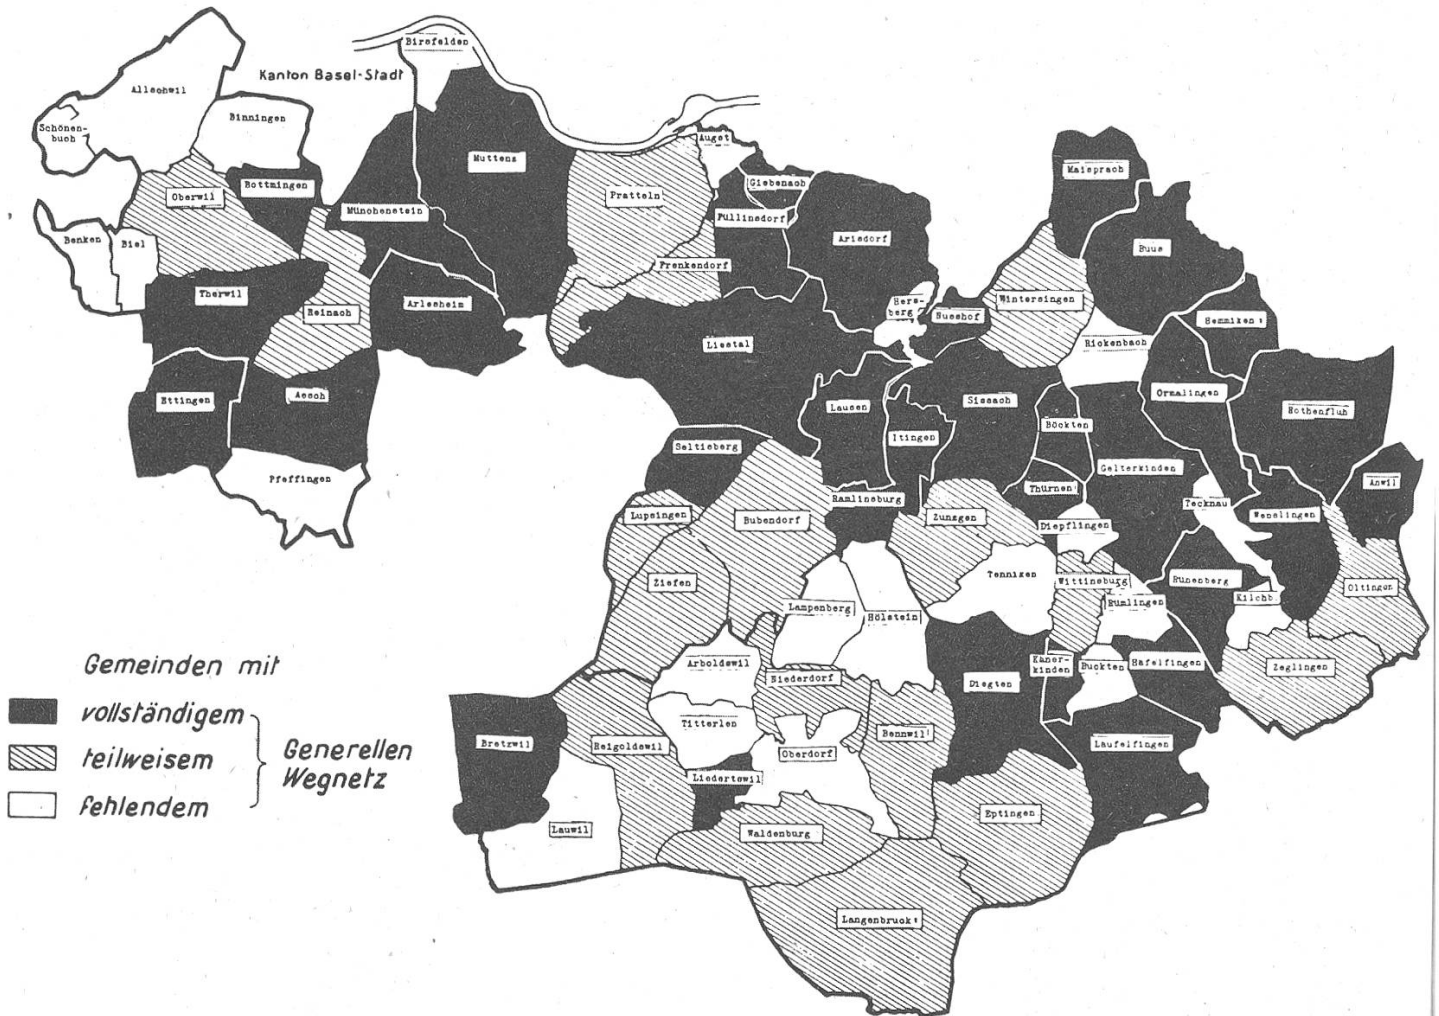 Birsfelden
Kanton Basel-Stadt
Allschwil
Binningen
Schönen-
buch
Augst
Muttenz
Maisprach
Bottmingen
Giebenach
Oberwil
Pratteln
Münchenstein
Füllinsdorf
Arisdorf
Benken
Biel
Buus
Frenkendorf
Therwil
Wintersingen
Arlesheim
Hers-
berg
Reinach
Nusshof
Hemmiken
Liestal
Rickenbach
Aesch
Ormalingen
Ettingen
Lausen
Sissach
Rothenfluh
Böckten
Itingen
Seltisberg
Gelterkinden
Pfeffingen
Thürnen
Anwil
Ramlinsburg
Tecknau
Lupsingen
Bubendorf
Zunzgen
Wenslingen
Diepflingen
Tenniken
Ziefen
Wittinsburg
Rünenberg
Oltingen
Kilchb.
Lampenberg
Rümlingen
Hölstein
Gemeinden mit
Arboldswil
Känerkinden
Buckten
Häfelfingen
Zeglingen
Niederdorf
Diegten
vollständigem
Titterten
Bennwil
Bretzwil
Reigoldswil
Läufelfingen
teilweisem
Generellen
Wegnetz
Oberdorf
Liedertswil
fehlendem
Eptingen
Lauwil
Waldenburg
Langenbruck